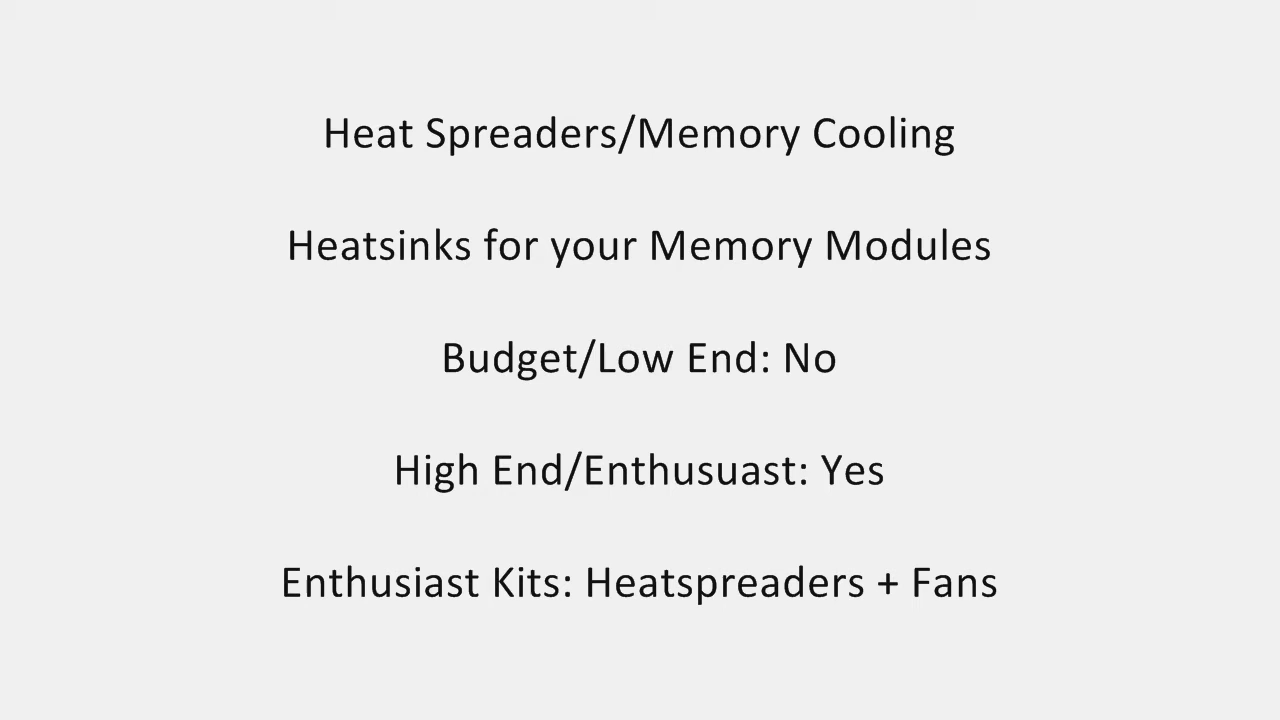 Heat Spreaders/Memory Cooling
Heatsinks for your Memory Modules
Budget/Low End: No
High End/Enthusuast: Yes
Enthusiast Kits: Heatspreaders + Fans